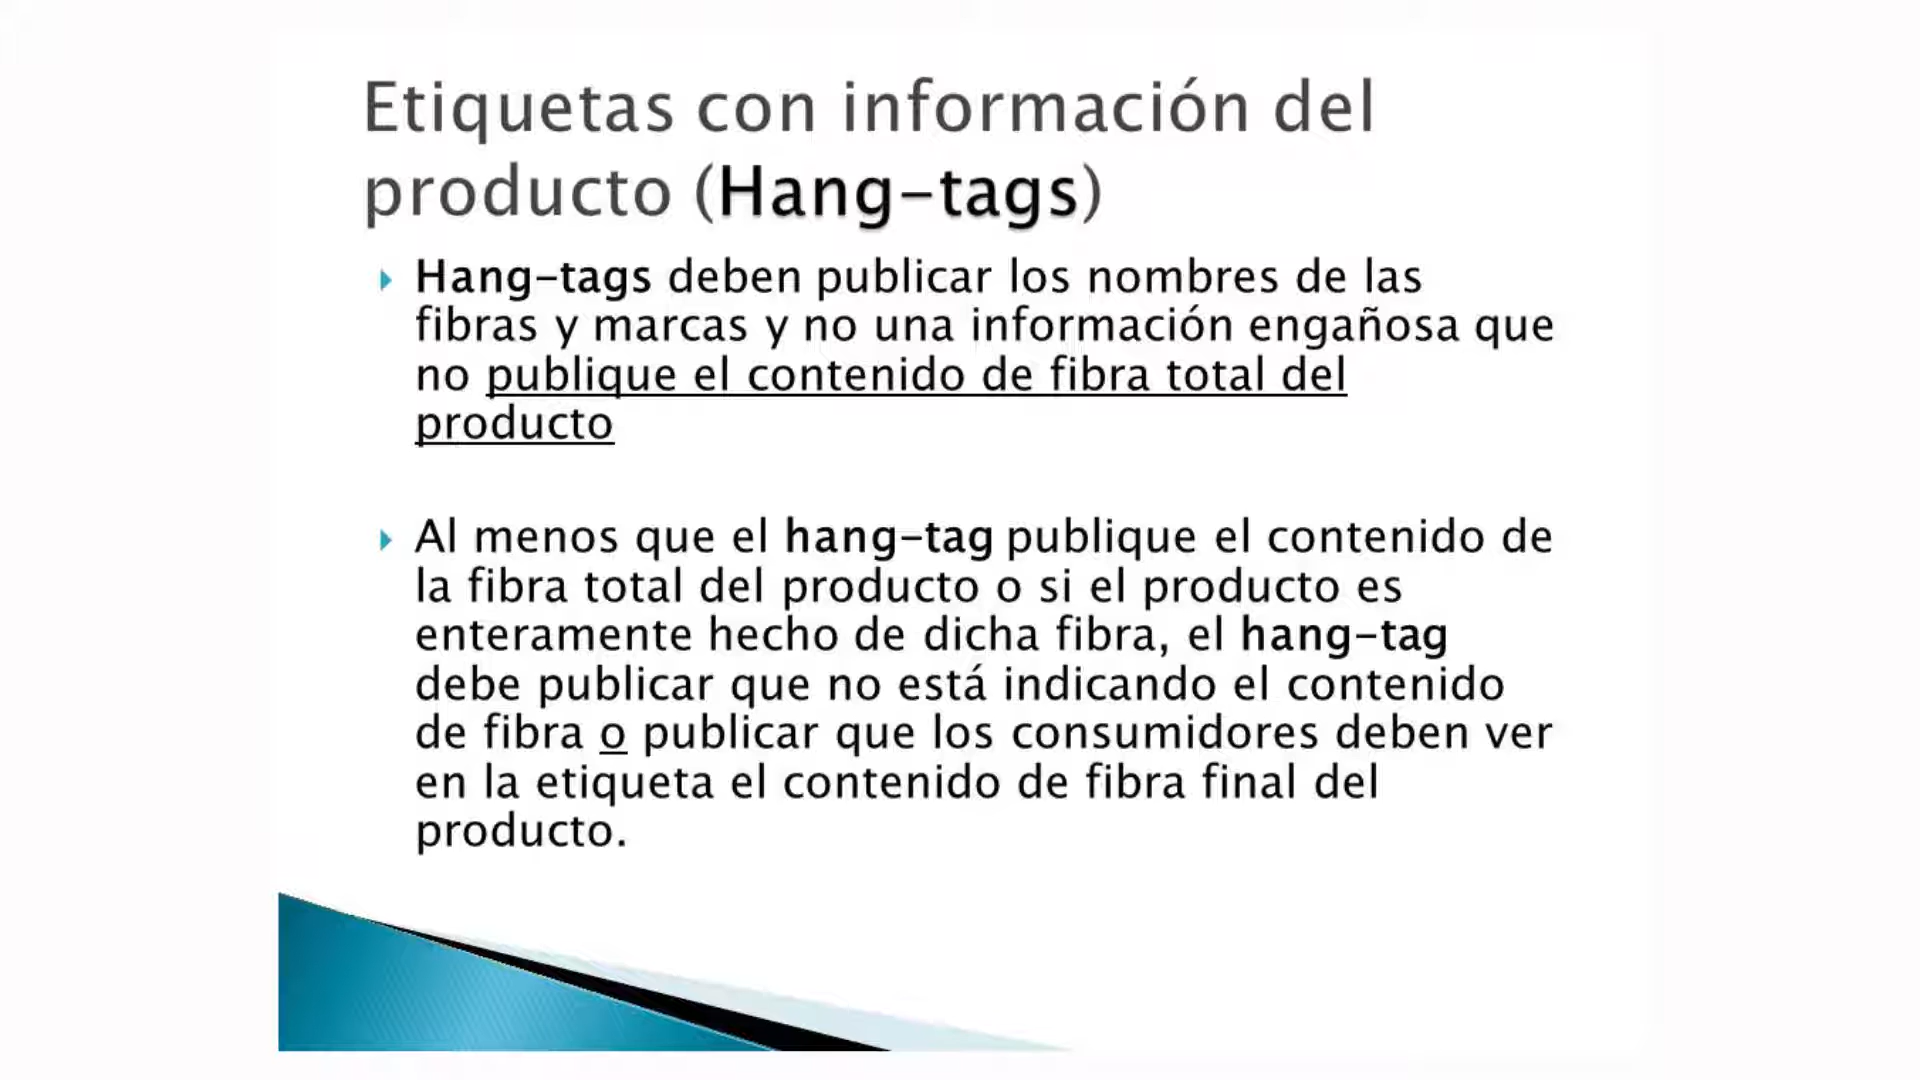 Etiquetas con información del
producto (Hang-tags)
Hang-tags deben publicar los nombres de las
fibras y marcas y no una información engañosa que
no publique el contenido de fibra total del
producto
Al menos que el hang-tag publique el contenido de
la fibra total del producto o si el producto es
enteramente hecho de dicha fibra, el hang-tag
debe publicar que no está indicando el contenido
de fibra o publicar que los consumidores deben ver
en la etiqueta el contenido de fibra final del
producto.